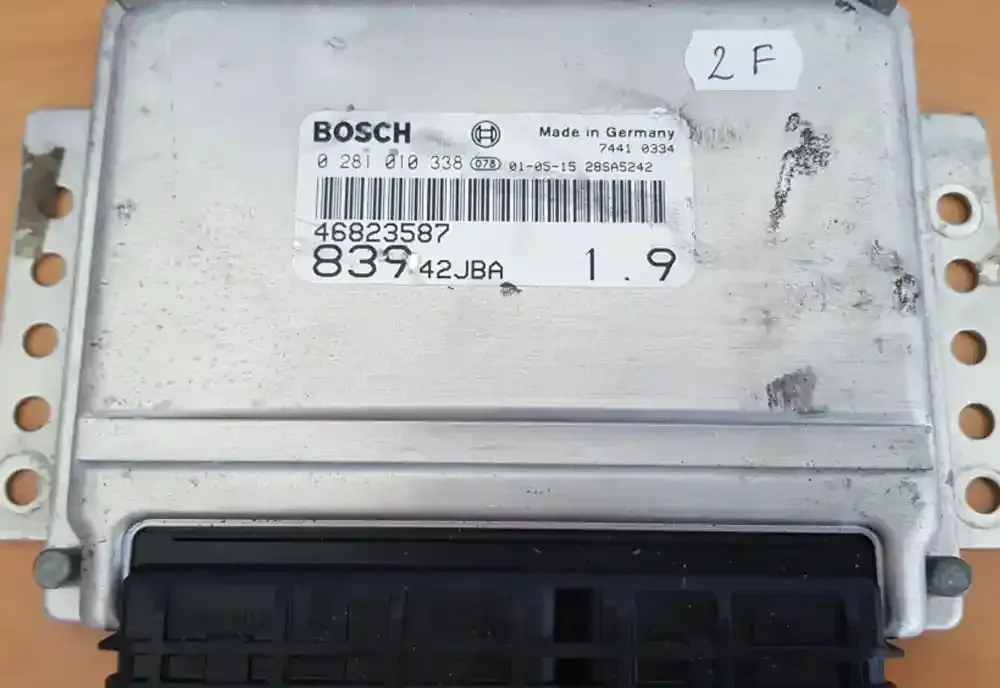 2 F
BOSCH Made in Germany
7441 0334
0 281 010 338 078 01-05-15 28SA5242
46823587
839 42JBA 1.9